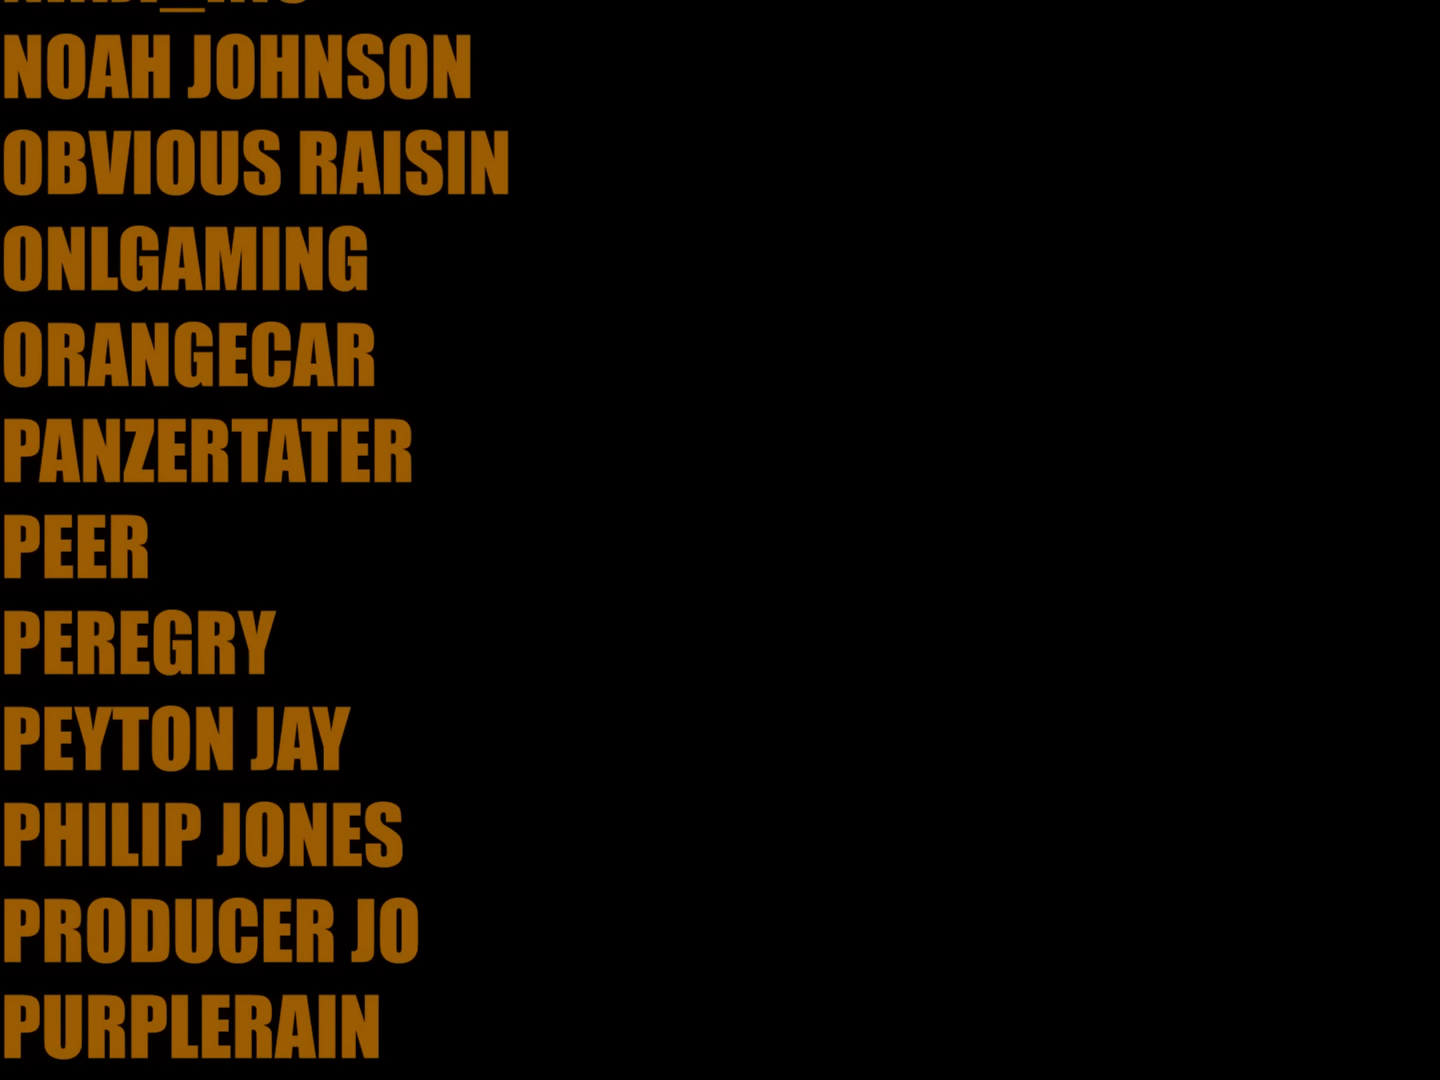 NOAH JOHNSON
OBVIOUS RAISIN
ONLGAMING
ORANGECAR
PANZERTATER
PEER
PEREGRY
PEYTON JAY
PHILIP JONES
PRODUCER JO
PURPLERAIN